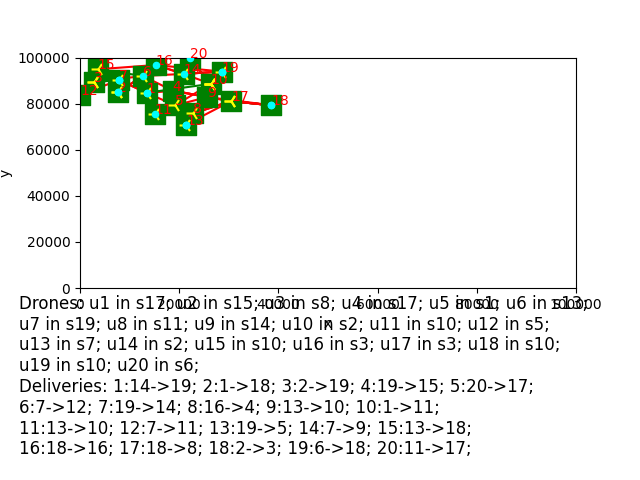 20
100000
80000
60000
40000
20000
0
y
15
16
19
17
18
0 20000 40000 60000 80000 100000
x
Drones: u1 in s17; u2 in s15; u3 in s8; u4 in s17; u5 in s1; u6 in s13;
u7 in s19; u8 in s11; u9 in s14; u10 in s2; u11 in s10; u12 in s5;
u13 in s7; u14 in s2; u15 in s10; u16 in s3; u17 in s3; u18 in s10;
u19 in s10; u20 in s6;
Deliveries: 1:14->19; 2:1->18; 3:2->19; 4:19->15; 5:20->17;
6:7->12; 7:19->14; 8:16->4; 9:13->10; 10:1->11;
11:13->10; 12:7->11; 13:19->5; 14:7->9; 15:13->18;
16:18->16; 17:18->8; 18:2->3; 19:6->18; 20:11->17;